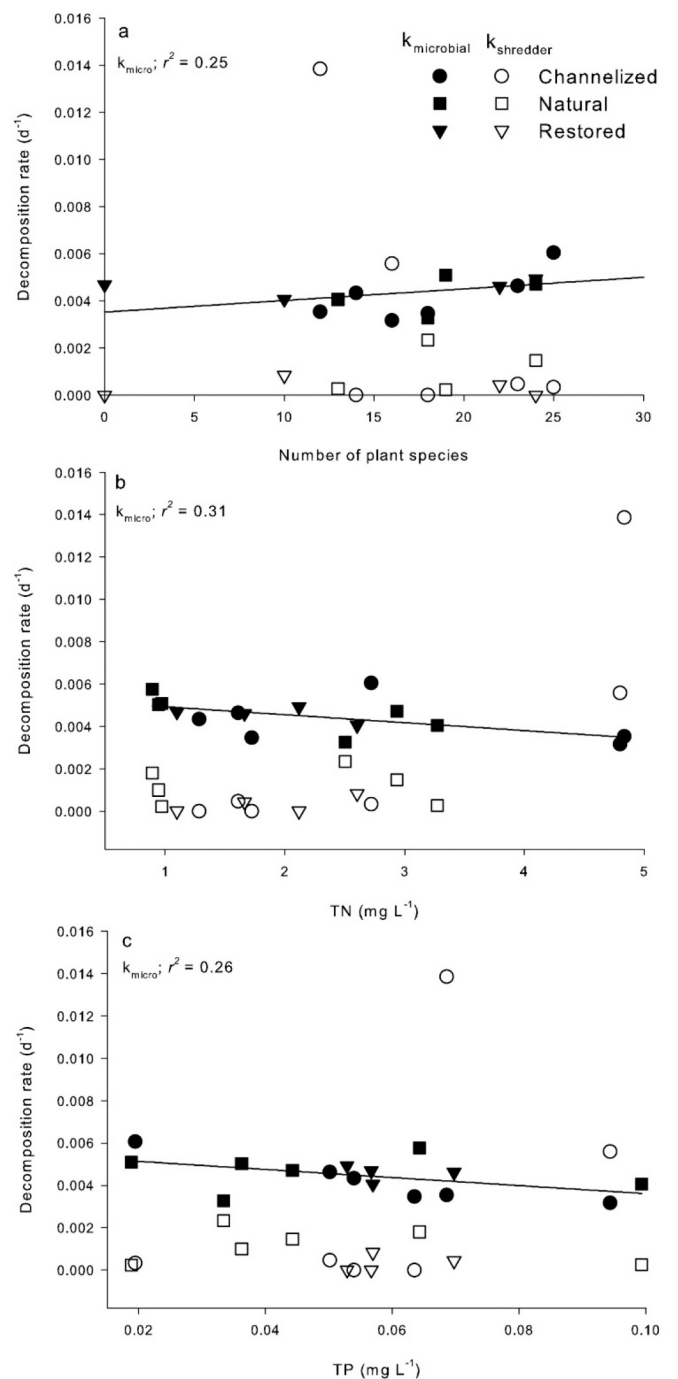 a
k_micro; r² = 0.25
k_microbial k_shredder
Channelized
Natural
Restored
Decomposition rate (d⁻¹)
0.016
0.014
0.012
0.010
0.008
0.006
0.004
0.002
0.000
0 5 10 15 20 25 30
Number of plant species
b
k_micro; r² = 0.31
Decomposition rate (d⁻¹)
0.016
0.014
0.012
0.010
0.008
0.006
0.004
0.002
0.000
1 2 3 4 5
TN (mg L⁻¹)
c
k_micro; r² = 0.26
Decomposition rate (d⁻¹)
0.016
0.014
0.012
0.010
0.008
0.006
0.004
0.002
0.000
0.02 0.04 0.06 0.08 0.10
TP (mg L⁻¹)